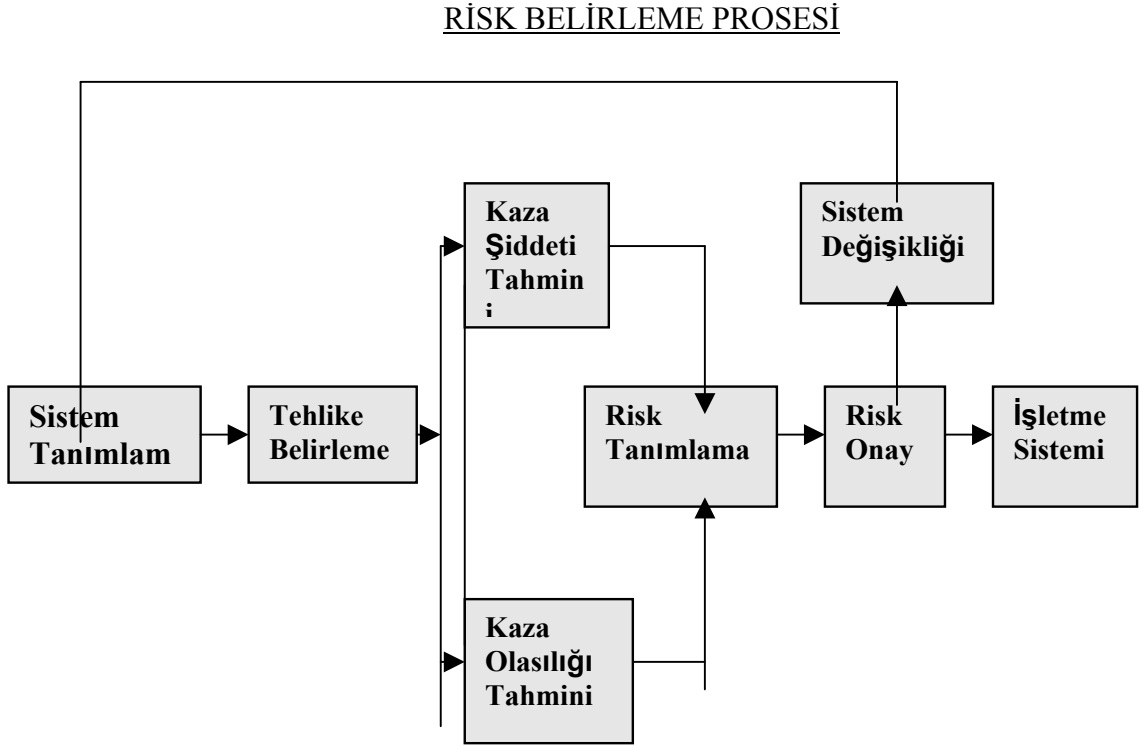 RİSK BELİRLEME PROSESİ
Kaza
Şiddeti
Tahmin
i
Sistem
Değişikliği
Sistem
Tanımlam
Tehlike
Belirleme
Risk
Tanımlama
Risk
Onay
İşletme
Sistemi
Kaza
Olasılığı
Tahmini